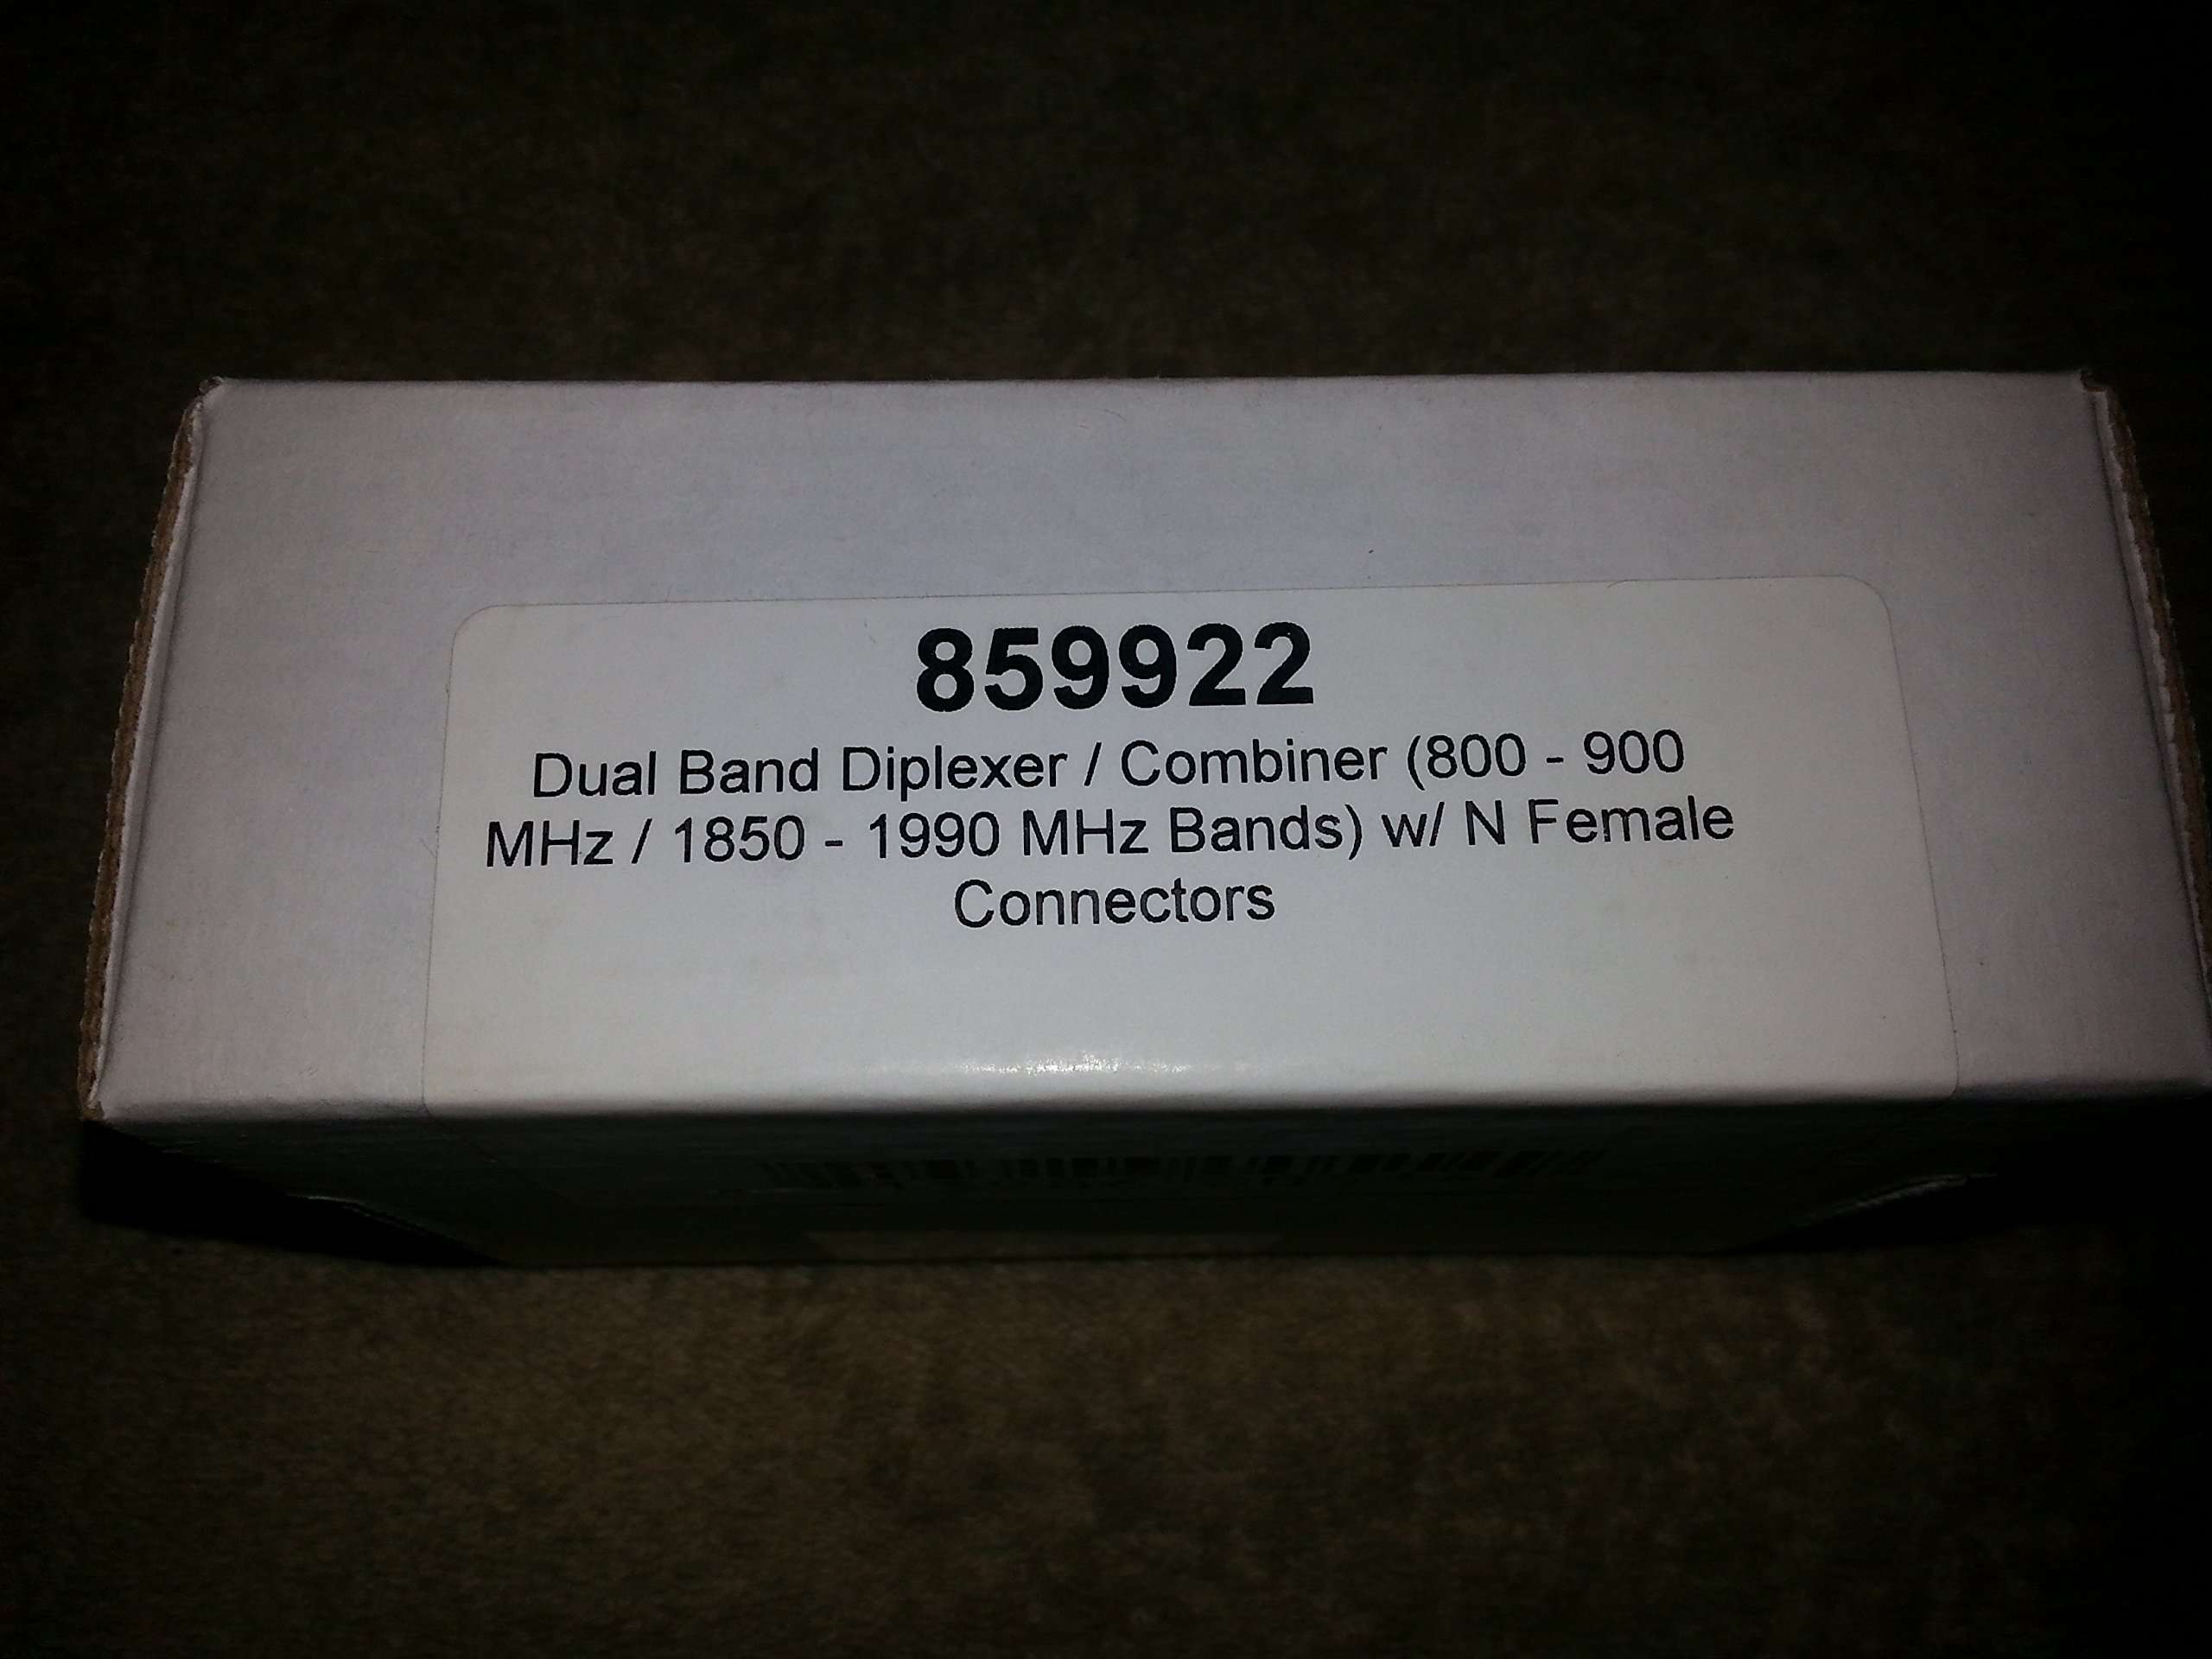 859922
Dual Band Diplexer / Combiner (800 - 900
MHz / 1850 - 1990 MHz Bands) w/ N Female
Connectors